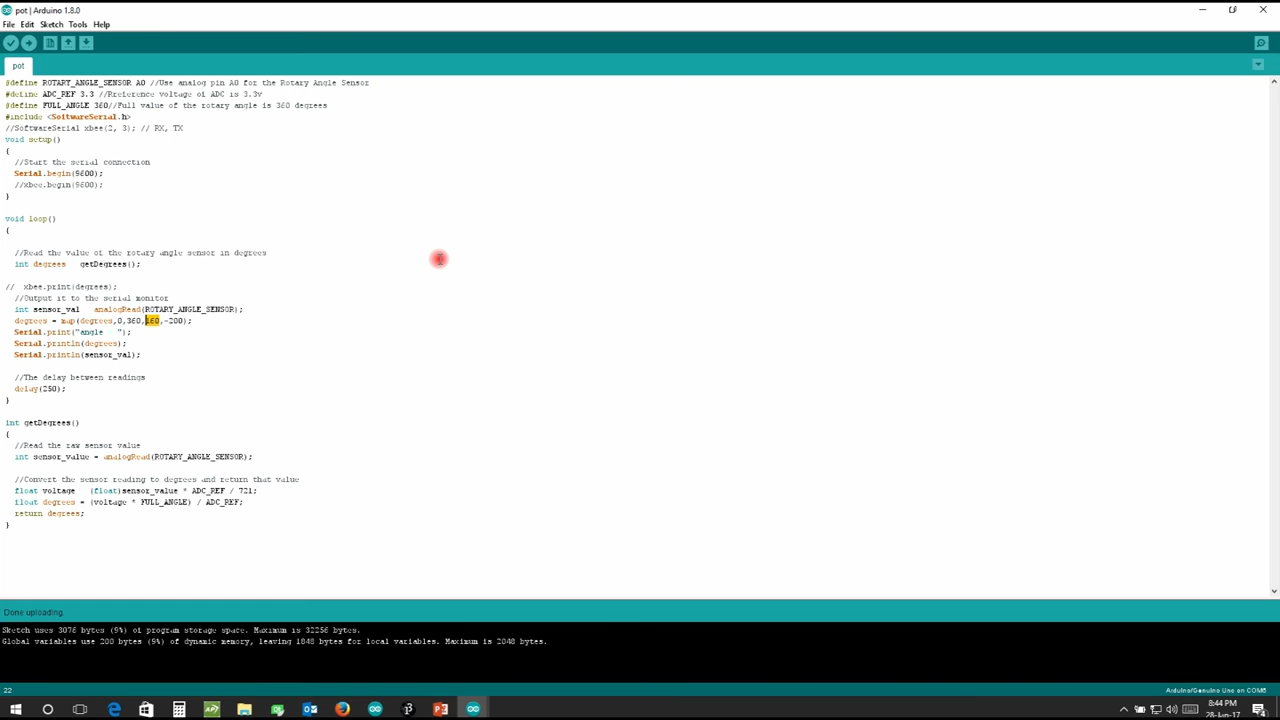 pot | Arduino 1.8.0
File Edit Sketch Tools Help
pot
#define ROTARY_ANGLE_SENSOR A0 //Use analog pin A0 for the Rotary Angle Sensor
#define ADC_REF 3.3 //Rreference voltage of ADC is 3.3v
#define FULL_ANGLE 360//Full value of the rotary angle is 360 degrees
#include <SoftwareSerial.h>
//SoftwareSerial xbee(2, 3); // RX, TX
void setup()
{
//Start the serial connection
Serial.begin(9600);
//xbee.begin(9600);
}
void loop()
{
//Read the value of the rotary angle sensor in degrees
int degrees getDegrees();
// xbee.print(degrees);
//Output it to the serial monitor
int sensor_val analogRead(ROTARY_ANGLE_SENSOR);
degrees = map(degrees,0,360,160,-200);
Serial.print("angle ");
Serial.println(degrees);
Serial.println(sensor_val);
//The delay between readings
delay(250);
}
int getDegrees()
{
//Read the raw sensor value
int sensor_value = analogRead(ROTARY_ANGLE_SENSOR);
//Convert the sensor reading to degrees and return that value
float voltage (float)sensor_value * ADC_REF / 721;
float degrees = (voltage * FULL_ANGLE) / ADC_REF;
return degrees;
}
Done uploading.
Sketch uses 3076 bytes (9%) of program storage space. Maximum is 32256 bytes.
Global variables use 200 bytes (9%) of dynamic memory, leaving 1848 bytes for local variables. Maximum is 2048 bytes.
22
Arduino/Genuino Uno on COM6
8:44 PM
28-Jun-17